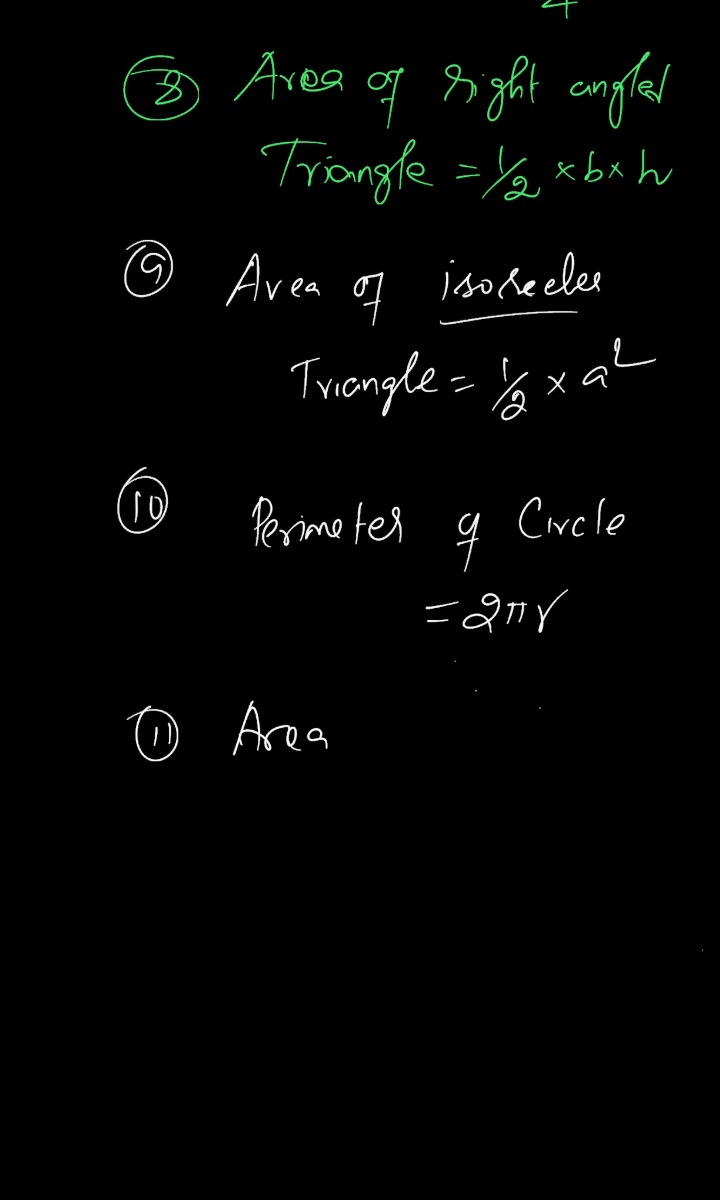 4
⑧ Area of right angled
Triangle = 1/2 × b × h
⑨ Area of isosceles
Triangle = 1/2 × a²
⑩ Perimeter of Circle
= 2πr
⑪ Area